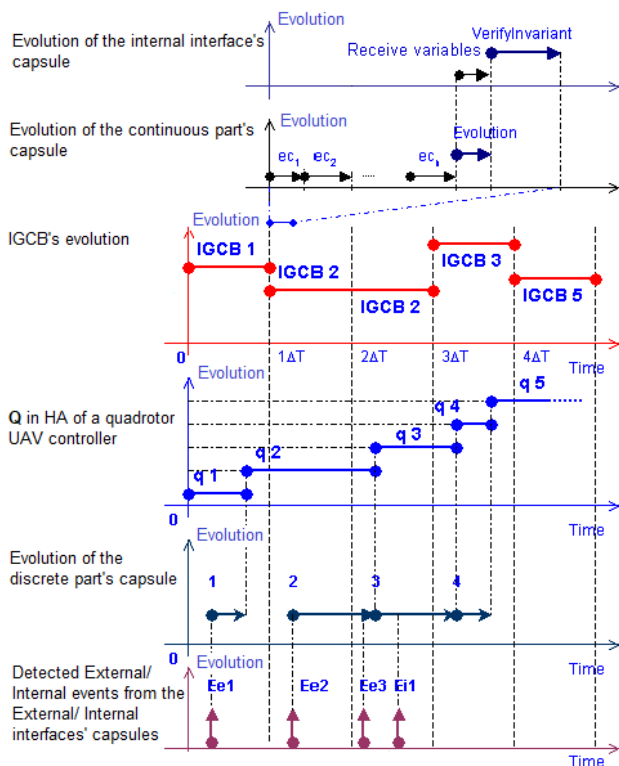 Evolution of the internal interface's
capsule
Evolution
VerifyInvariant
Receive variables
Evolution of the continuous part's
capsule
Evolution
ec1 ec2 ..... ecn
Evolution
IGCB's evolution
Evolution
IGCB 1
IGCB 2
IGCB 2
IGCB 3
IGCB 5
0 1ΔT 2ΔT 3ΔT 4ΔT Time
Q in HA of a quadrotor
UAV controller
Evolution
q 1
q 2
q 3
q 4
q 5
0 Time
Evolution of the
discrete part's capsule
Evolution
1 2 3 4
0 Time
Detected External/
Internal events from the
External/ Internal
interfaces' capsules
Evolution
Ee1 Ee2 Ee3 Ei1
Time